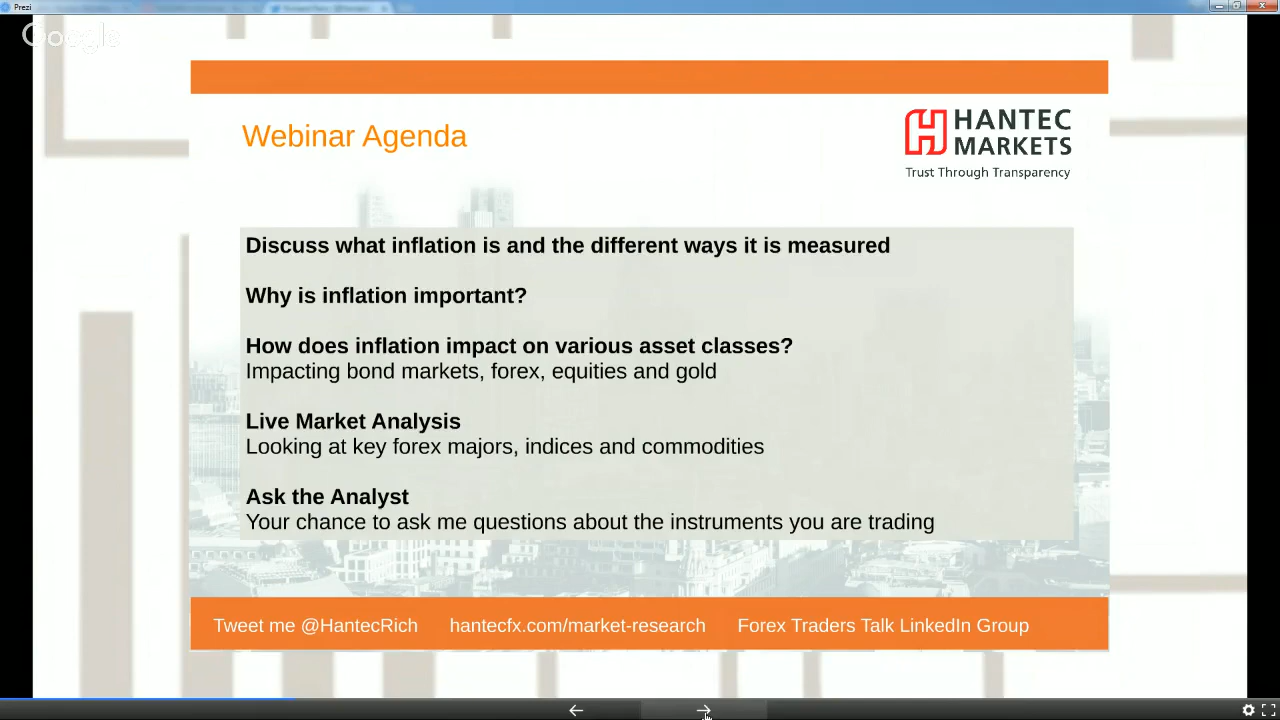 Prezi
Google
Webinar Agenda
HANTEC
MARKETS
Trust Through Transparency
Discuss what inflation is and the different ways it is measured
Why is inflation important?
How does inflation impact on various asset classes?
Impacting bond markets, forex, equities and gold
Live Market Analysis
Looking at key forex majors, indices and commodities
Ask the Analyst
Your chance to ask me questions about the instruments you are trading
Tweet me @HantecRich hantecfx.com/market-research Forex Traders Talk LinkedIn Group